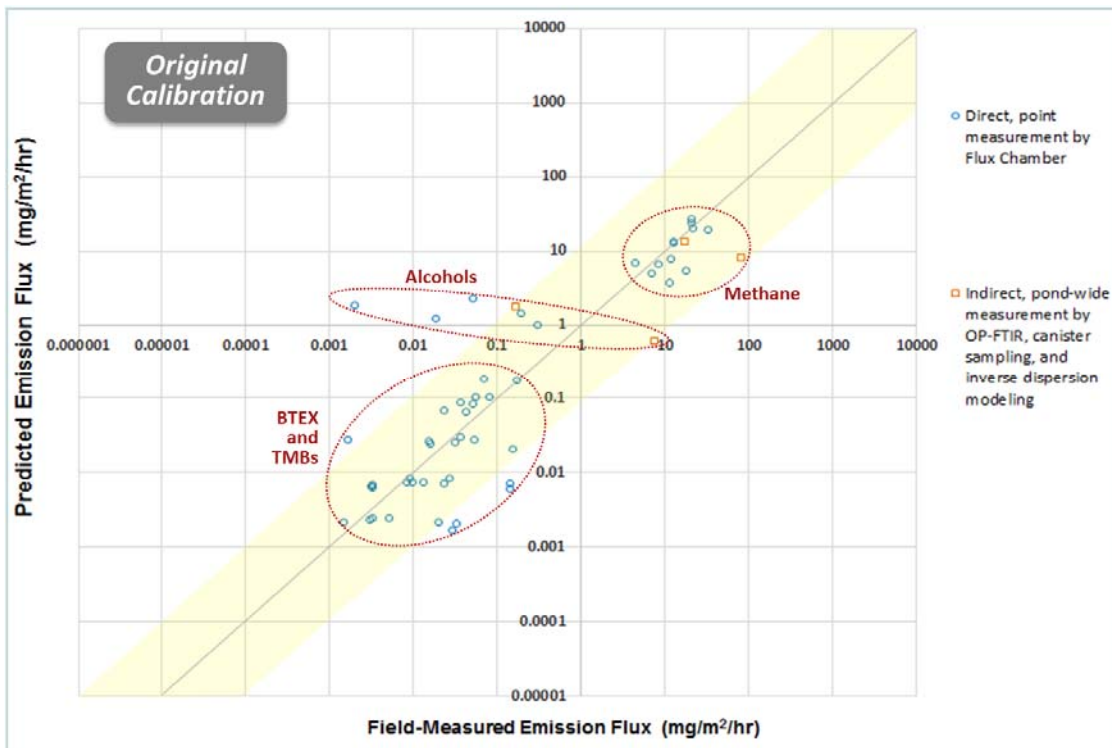 Original
Calibration
Predicted Emission Flux (mg/m²/hr)
10000
1000
100
10
1
0.1
0.01
0.001
0.0001
0.00001
0.000001
0.00001
0.0001
0.001
0.01
0.1
1
10
100
1000
10000
Alcohols
Methane
BTEX
and
TMBs
Field-Measured Emission Flux (mg/m²/hr)
Direct, point
measurement by
Flux Chamber
Indirect, pond-wide
measurement by
OP-FTIR, canister
sampling, and
inverse dispersion
modeling